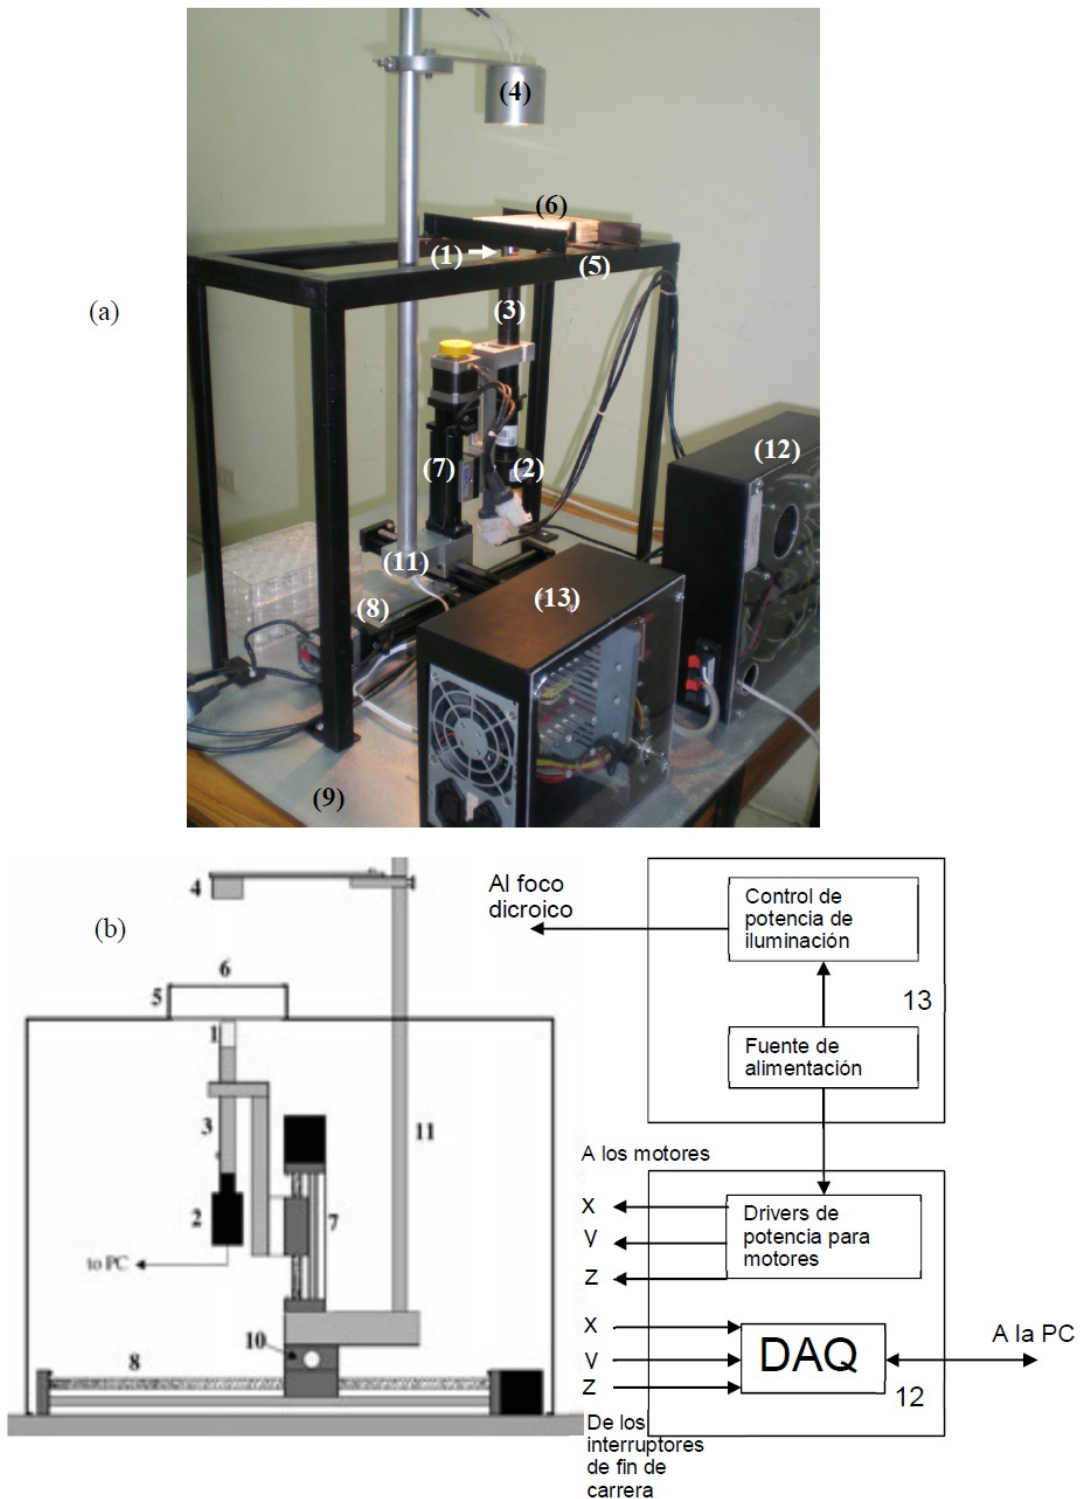 (4)
(6)
(1)
(5)
(a)
(3)
(12)
(7)
(2)
(11)
(13)
(8)
(9)
4
(b)
6
5
1
3
11
2
7
to PC
10
8
Al foco
dicroico
Control de
potencia de
iluminación
13
Fuente de
alimentación
A los motores
X
Y
Z
Drivers de
potencia para
motores
X
Y
Z
DAQ
A la PC
12
De los
interruptores
de fin de
carrera